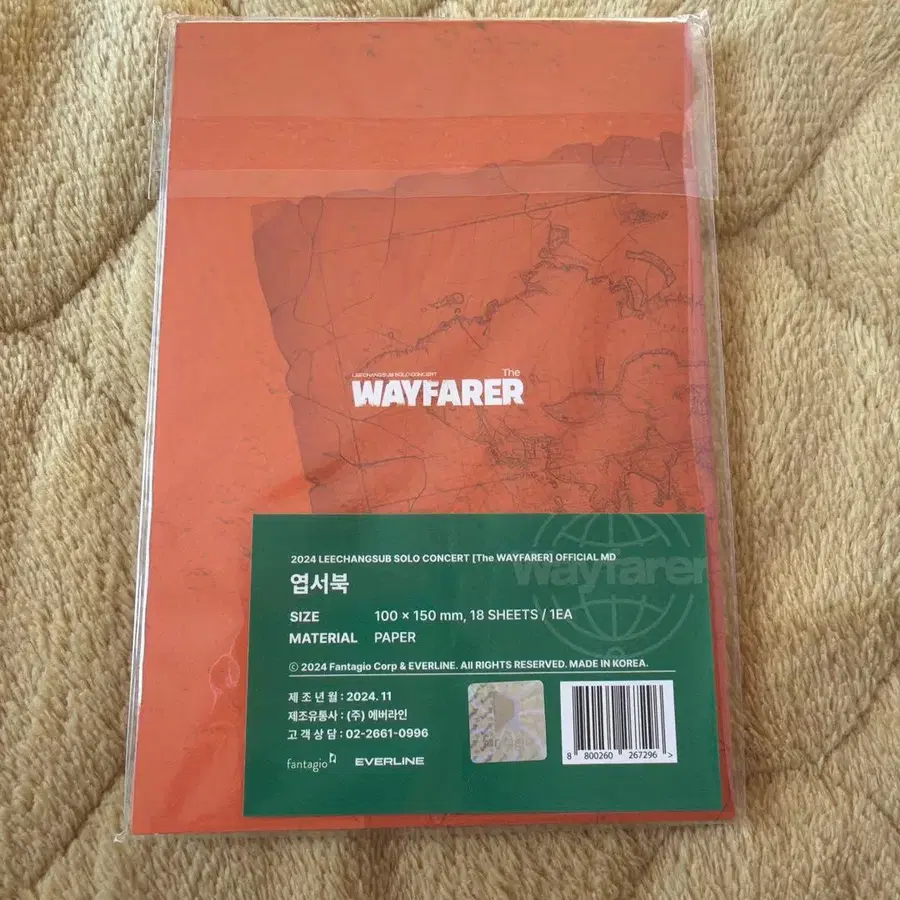 LEECHANGSUB SOLO CONCERT
The
WAYFARER
2024 LEECHANGSUB SOLO CONCERT [The WAYFARER] OFFICIAL MD
엽서북
wayfarer
SIZE 100 × 150 mm, 18 SHEETS / 1EA
MATERIAL PAPER
ⓒ 2024 Fantagio Corp & EVERLINE. All RIGHTS RESERVED. MADE IN KOREA.
제조년월 : 2024. 11
제조유통사 : (주) 에버라인
고객상담 : 02-2661-0996
fantagio EVERLINE
fantagio
8 800260 267296 >